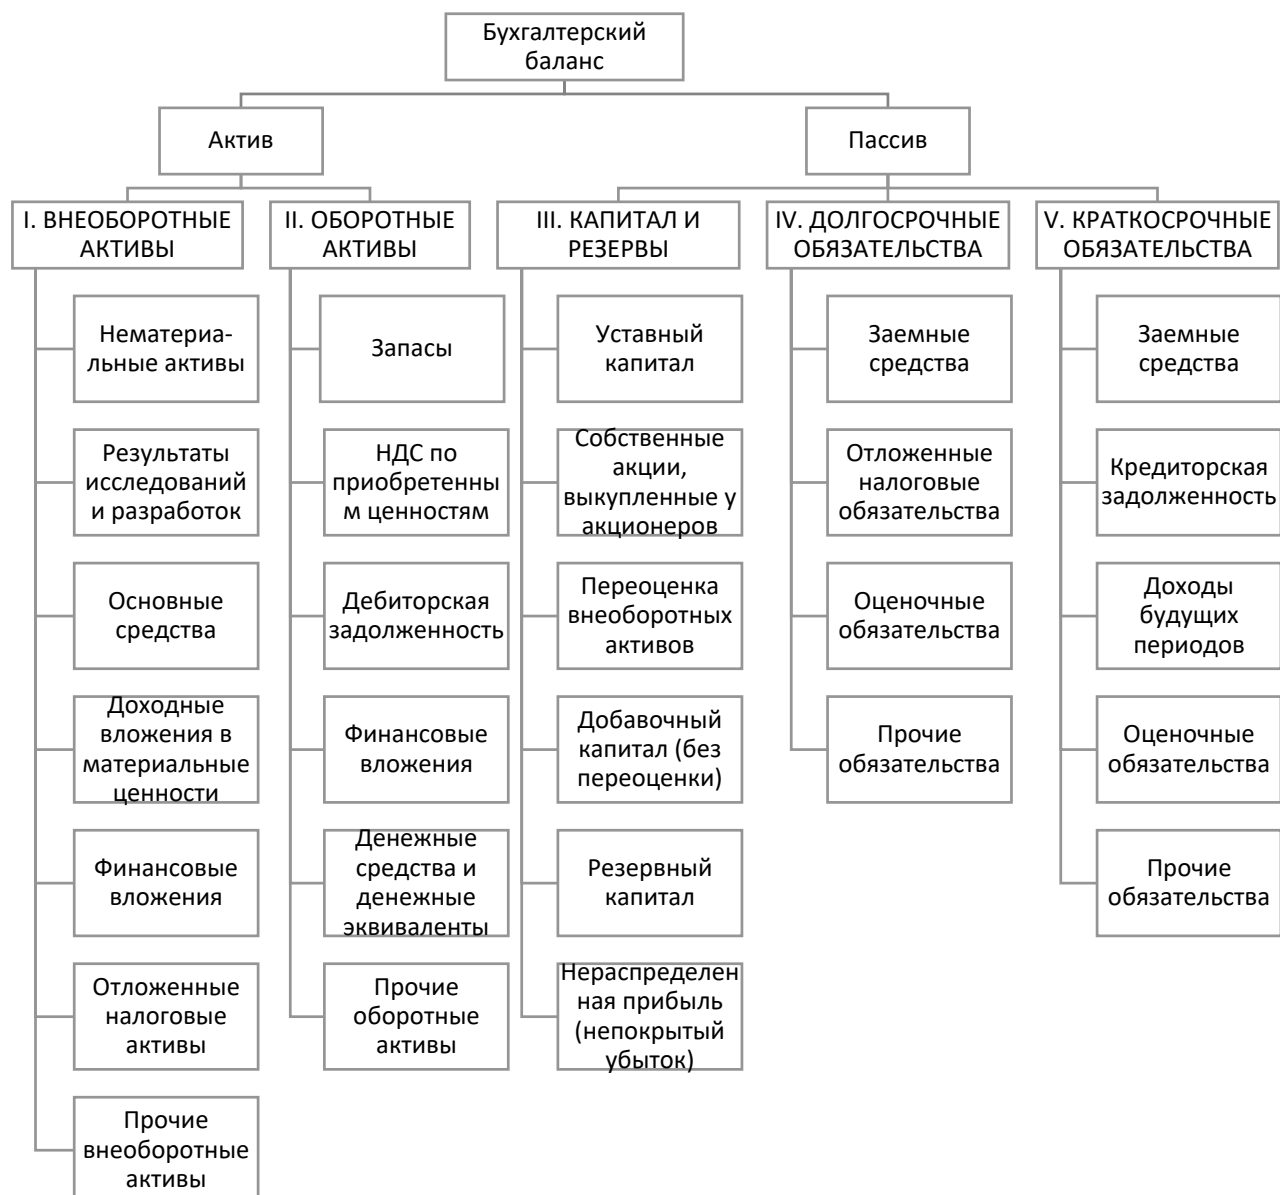 Бухгалтерский
баланс
Актив
Пассив
I. ВНЕОБОРОТНЫЕ
АКТИВЫ
II. ОБОРОТНЫЕ
АКТИВЫ
III. КАПИТАЛ И
РЕЗЕРВЫ
IV. ДОЛГОСРОЧНЫЕ
ОБЯЗАТЕЛЬСТВА
V. КРАТКОСРОЧНЫЕ
ОБЯЗАТЕЛЬСТВА
Нематериа-
льные активы
Результаты
исследований
и разработок
Основные
средства
Доходные
вложения в
материальные
ценности
Финансовые
вложения
Отложенные
налоговые
активы
Прочие
внеоборотные
активы
Запасы
НДС по
приобретенны
м ценностям
Дебиторская
задолженность
Финансовые
вложения
Денежные
средства и
денежные
эквиваленты
Прочие
оборотные
активы
Уставный
капитал
Собственные
акции,
выкупленные у
акционеров
Переоценка
внеоборотных
активов
Добавочный
капитал (без
переоценки)
Резервный
капитал
Нераспределен
ная прибыль
(непокрытый
убыток)
Заемные
средства
Отложенные
налоговые
обязательства
Оценочные
обязательства
Прочие
обязательства
Заемные
средства
Кредиторская
задолженность
Доходы
будущих
периодов
Оценочные
обязательства
Прочие
обязательства